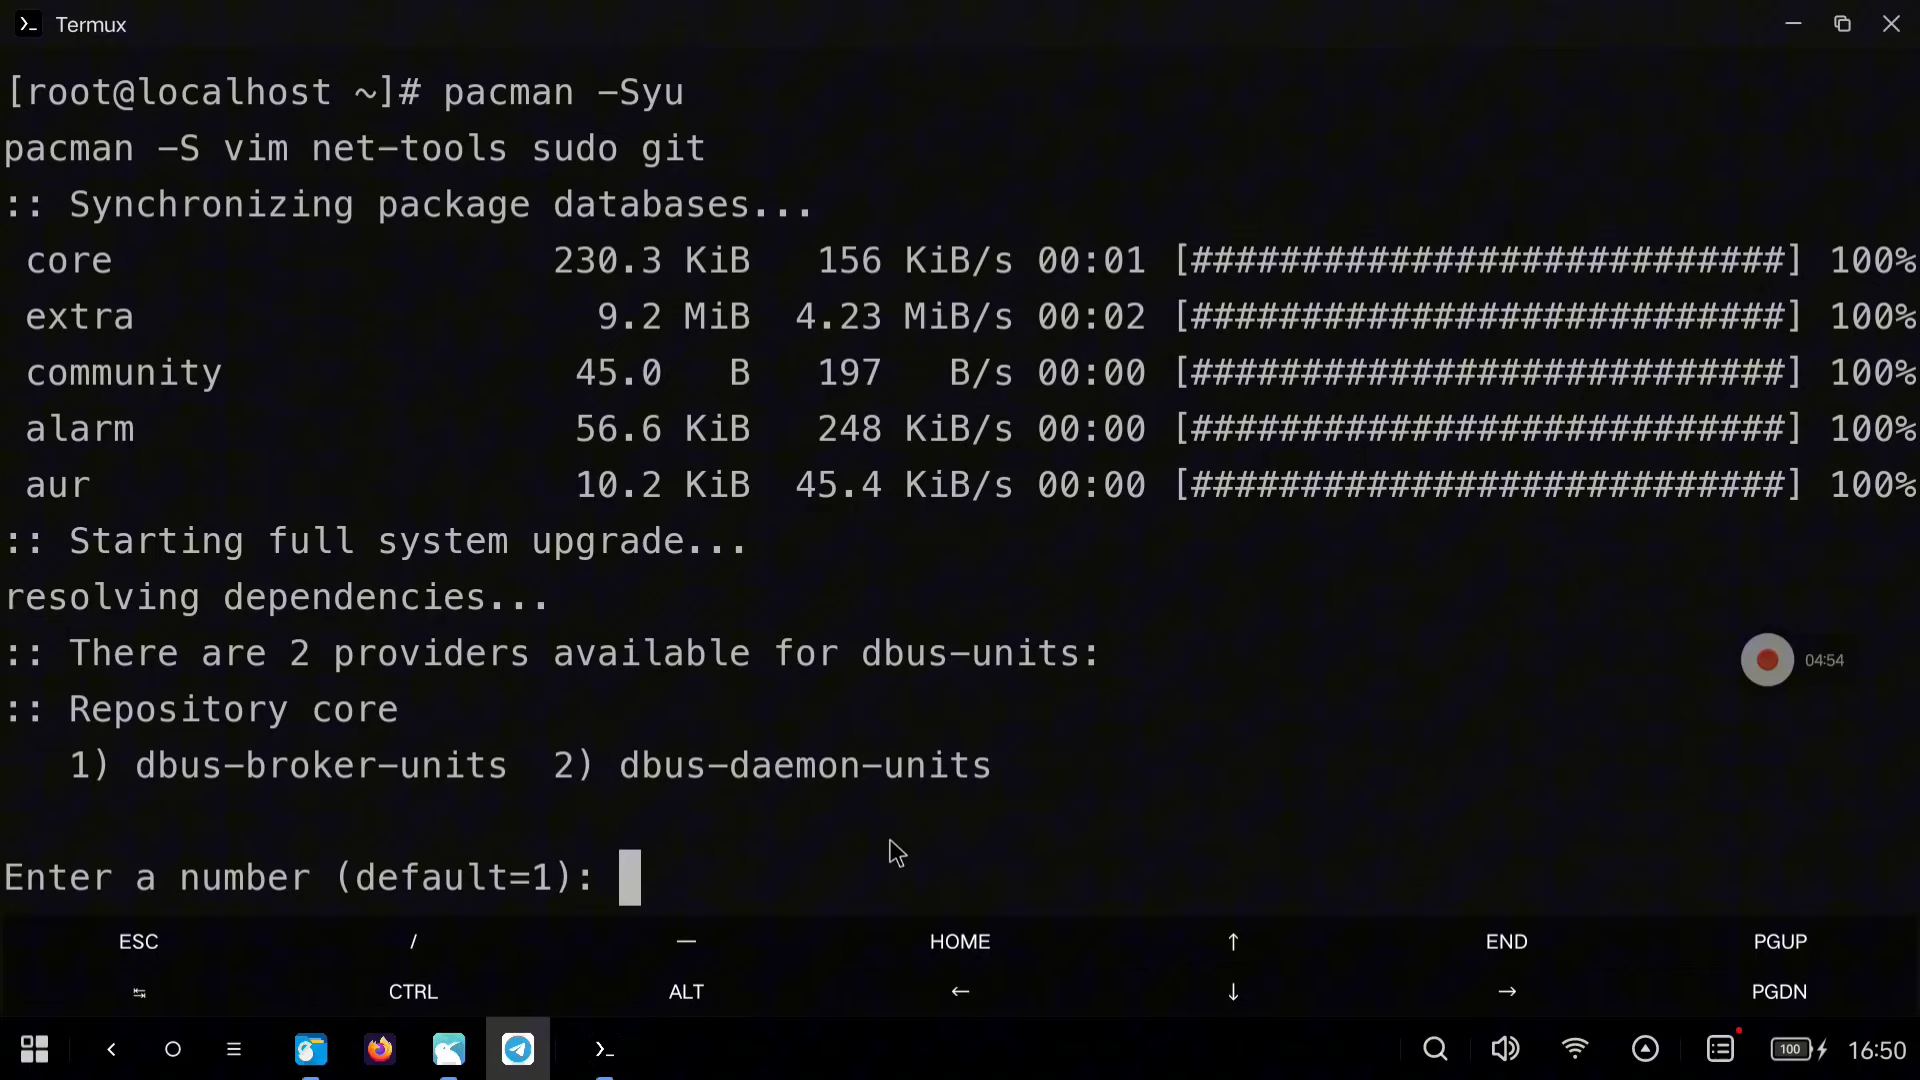 Termux
[root@localhost ~]# pacman -Syu
pacman -S vim net-tools sudo git
:: Synchronizing package databases...
core 230.3 KiB 156 KiB/s 00:01 [###########################] 100%
extra 9.2 MiB 4.23 MiB/s 00:02 [###########################] 100%
community 45.0 B 197 B/s 00:00 [###########################] 100%
alarm 56.6 KiB 248 KiB/s 00:00 [###########################] 100%
aur 10.2 KiB 45.4 KiB/s 00:00 [###########################] 100%
:: Starting full system upgrade...
resolving dependencies...
:: There are 2 providers available for dbus-units:
04:54
:: Repository core
1) dbus-broker-units 2) dbus-daemon-units
Enter a number (default=1):
ESC / — HOME ↑ END PGUP
↹ CTRL ALT ← ↓ → PGDN
100 16:50